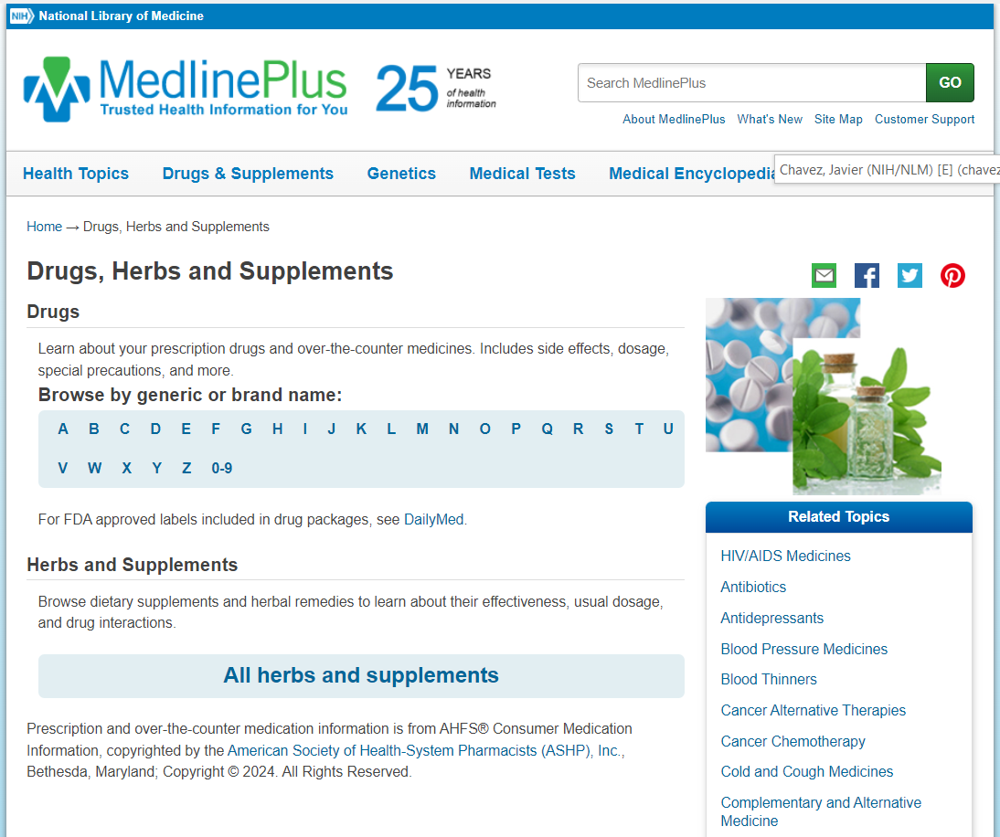 NIH National Library of Medicine
MedlinePlus
Trusted Health Information for You
25 YEARS
of health
information
Search MedlinePlus
GO
About MedlinePlus What's New Site Map Customer Support
Health Topics Drugs & Supplements Genetics Medical Tests Medical Encyclopedia
Chavez, Javier (NIH/NLM) [E] (chavez
Home → Drugs, Herbs and Supplements
Drugs, Herbs and Supplements
Drugs
Learn about your prescription drugs and over-the-counter medicines. Includes side effects, dosage,
special precautions, and more.
Browse by generic or brand name:
A B C D E F G H I J K L M N O P Q R S T U
V W X Y Z 0-9
For FDA approved labels included in drug packages, see DailyMed.
Herbs and Supplements
Browse dietary supplements and herbal remedies to learn about their effectiveness, usual dosage,
and drug interactions.
All herbs and supplements
Prescription and over-the-counter medication information is from AHFS® Consumer Medication
Information, copyrighted by the American Society of Health-System Pharmacists (ASHP), Inc.,
Bethesda, Maryland; Copyright © 2024. All Rights Reserved.
Related Topics
HIV/AIDS Medicines
Antibiotics
Antidepressants
Blood Pressure Medicines
Blood Thinners
Cancer Alternative Therapies
Cancer Chemotherapy
Cold and Cough Medicines
Complementary and Alternative
Medicine